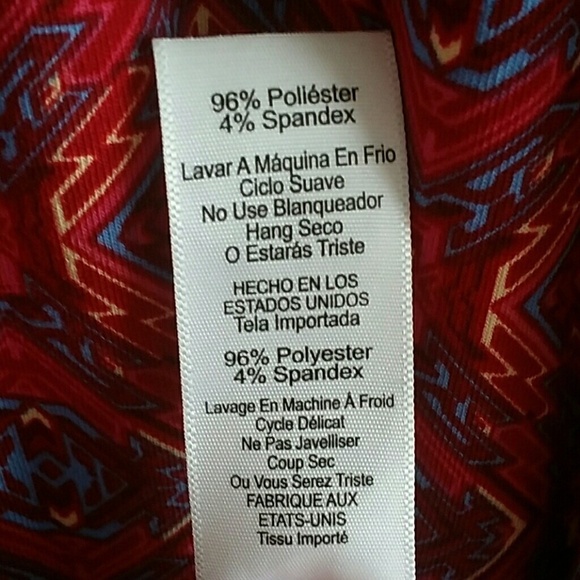 96% Poliéster
4% Spandex
Lavar A Máquina En Frio
Ciclo Suave
No Use Blanqueador
Hang Seco
O Estarás Triste
HECHO EN LOS
ESTADOS UNIDOS
Tela Importada
96% Polyester
4% Spandex
Lavage En Machine À Froid
Cycle Délicat
Ne Pas Javelliser
Coup Sec
Ou Vous Serez Triste
FABRIQUE AUX
ETATS-UNIS
Tissu Importé